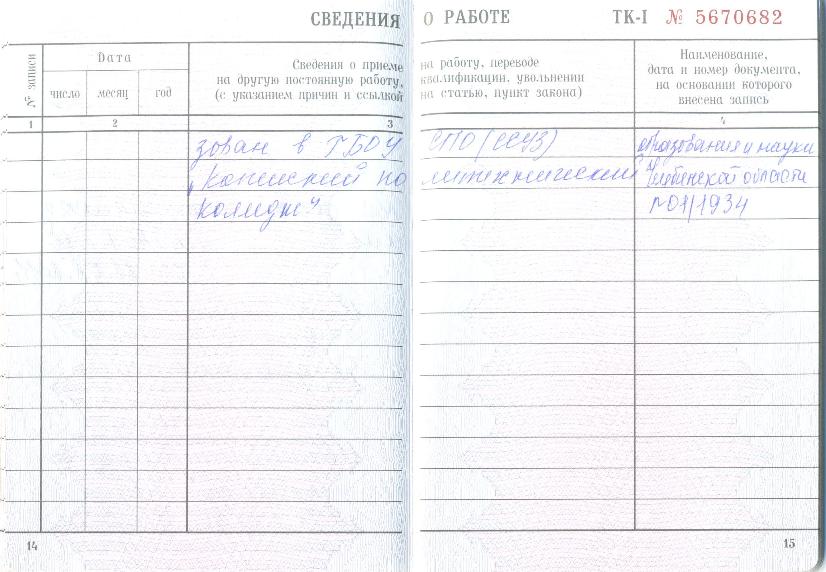 СВЕДЕНИЯ О РАБОТЕ ТК-I № 5670682
№ записи
Дата
число месяц год
Сведения о приеме на работу, переводе
на другую постоянную работу, квалификации, увольнении
(с указанием причин и ссылкой на статью, пункт закона)
Наименование,
дата и номер документа,
на основании которого
внесена запись
1 2 3 4
зован в ГБОУ СПО (ССУЗ)
„Копейский политехнический
колледж"
образования и науки
Челябинской области
№01/1934
14
15